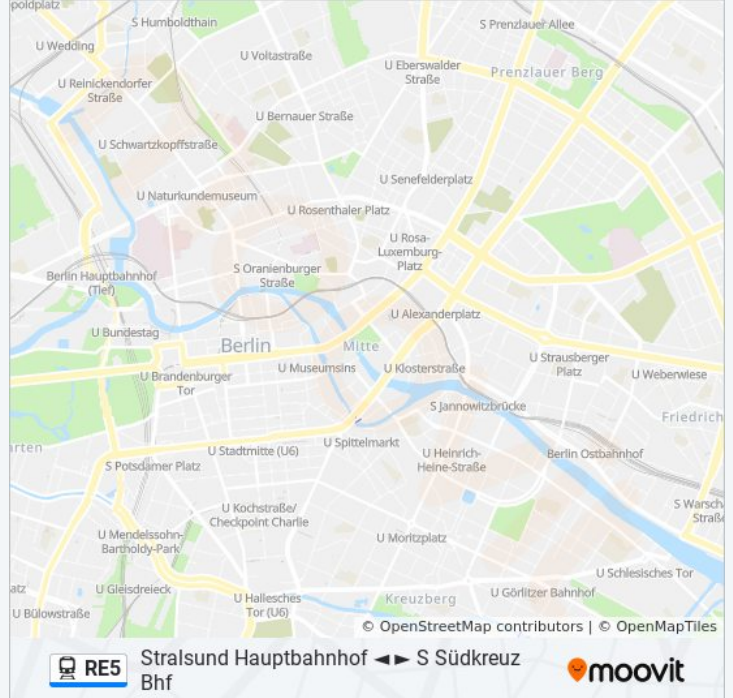 poldplatz
S Humboldthain
S Prenzlauer Allee
U Wedding
U Voltastraße
U Eberswalder
Straße
Prenzlauer Berg
U Reinickendorfer
Straße
U Bernauer Straße
U Schwartzkopffstraße
U Senefelderplatz
U Naturkundemuseum
U Rosenthaler Platz
U Rosa-
Luxemburg-
Platz
Berlin Hauptbahnhof
(Tief)
S Oranienburger
Straße
U Alexanderplatz
U Bundestag
Berlin
Mitte
U Strausberger
Platz
U Museumsins
U Klosterstraße
U Weberwiese
U Brandenburger
Tor
S Jannowitzbrücke
Friedrich
rten
U Stadtmitte (U6)
U Spittelmarkt
U Heinrich-
Heine-Straße
Berlin Ostbahnhof
S Potsdamer Platz
S Warsch
Straße
U Kochstraße/
Checkpoint Charlie
U Mendelssohn-
Bartholdy-Park
U Moritzplatz
U Schlesisches Tor
atz
U Gleisdreieck
U Hallesches
Tor (U6)
Kreuzberg
U Görlitzer Bahnhof
U Bülowstraße
© OpenStreetMap contributors | © OpenMapTiles
RE5
Stralsund Hauptbahnhof ◄► S Südkreuz
Bhf
moovit